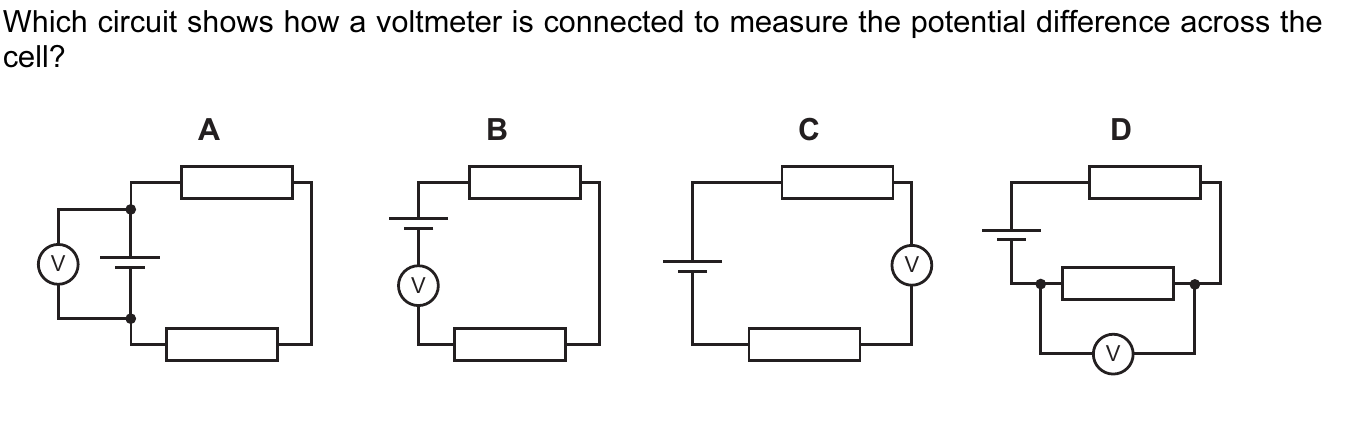 Which circuit shows how a voltmeter is connected to measure the potential difference across the
cell?
A B C D
V V V V